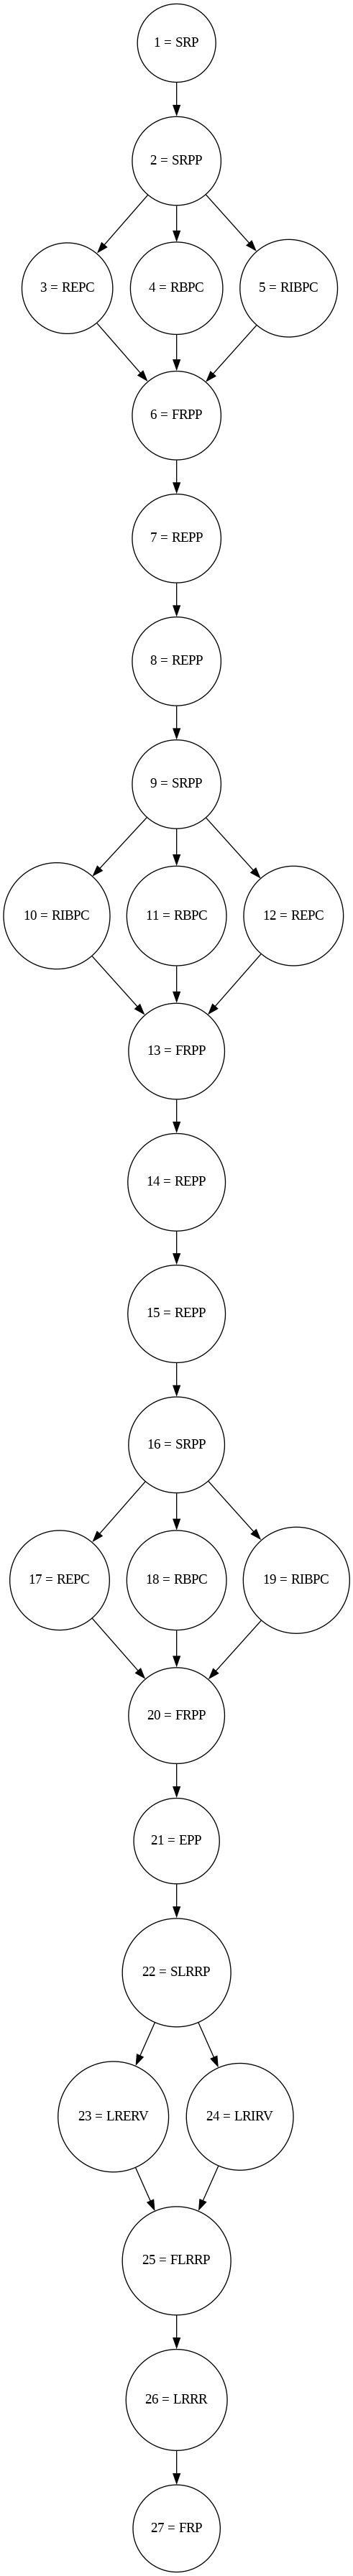 1 = SRP
2 = SRPP
3 = REPC
4 = RBPC
5 = RIBPC
6 = FRPP
7 = REPP
8 = REPP
9 = SRPP
10 = RIBPC
11 = RBPC
12 = REPC
13 = FRPP
14 = REPP
15 = REPP
16 = SRPP
17 = REPC
18 = RBPC
19 = RIBPC
20 = FRPP
21 = EPP
22 = SLRRP
23 = LRERV
24 = LRIRV
25 = FLRRP
26 = LRRR
27 = FRP